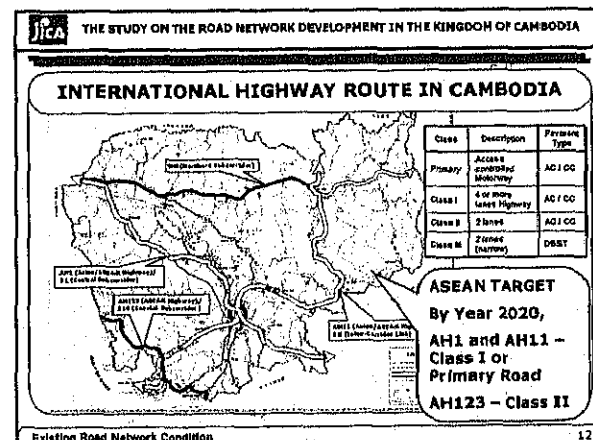 jica
THE STUDY ON THE ROAD NETWORK DEVELOPMENT IN THE KINGDOM OF CAMBODIA
INTERNATIONAL HIGHWAY ROUTE IN CAMBODIA
Class Description Pavement Type
Primary Access controlled Motorway AC / CC
Class I 4 or more lanes Highway AC / CC
Class II 2 lanes AC / CC
Class III 2 lanes (narrow) DBST
ASEAN TARGET
By Year 2020,
AH1 and AH11 –
Class I or
Primary Road
AH123 – Class II
Existing Road Network Condition
12